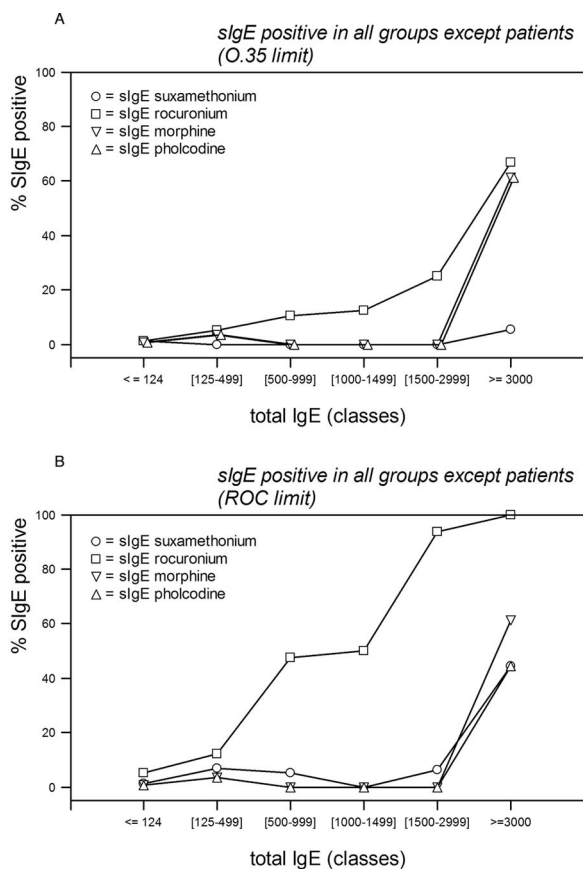 A
sIgE positive in all groups except patients
(O.35 limit)
100
80
60
40
20
0
% SIgE positive
○ = sIgE suxamethonium
□ = sIgE rocuronium
▽ = sIgE morphine
△ = sIgE pholcodine
< = 124 [125-499] [500-999] [1000-1499] [1500-2999] >= 3000
total IgE (classes)
B
sIgE positive in all groups except patients
(ROC limit)
100
80
60
40
20
0
% SIgE positive
○ = sIgE suxamethonium
□ = sIgE rocuronium
▽ = sIgE morphine
△ = sIgE pholcodine
<= 124 [125-499] [500-999] [1000-1499] [1500-2999] >=3000
total IgE (classes)